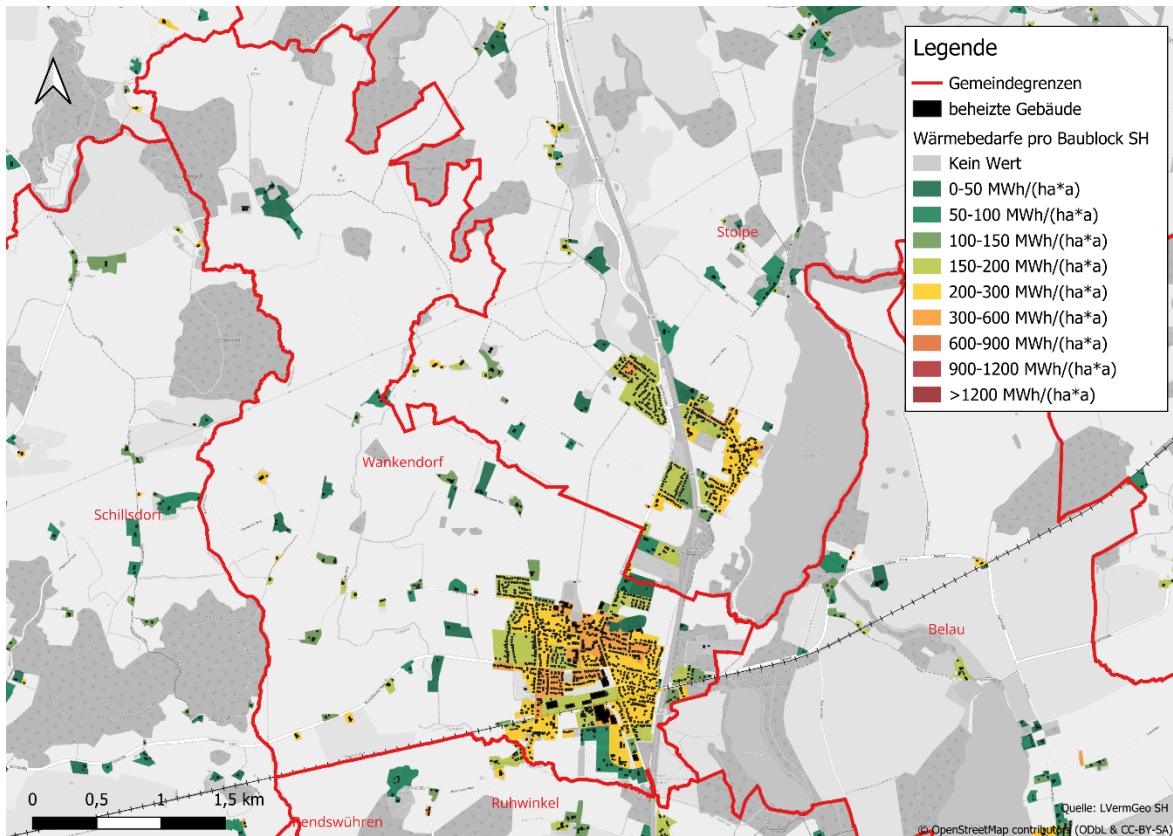 Legende
Gemeindegrenzen
beheizte Gebäude
Wärmebedarfe pro Baublock SH
Kein Wert
0-50 MWh/(ha*a)
50-100 MWh/(ha*a)
100-150 MWh/(ha*a)
150-200 MWh/(ha*a)
200-300 MWh/(ha*a)
300-600 MWh/(ha*a)
600-900 MWh/(ha*a)
900-1200 MWh/(ha*a)
>1200 MWh/(ha*a)
Stolpe
Wankendorf
Schillsdorf
Belau
Ruhwinkel
Rendswühren
0 0,5 1 1,5 km
Quelle: LVermGeo SH
© OpenStreetMap contributors (ODbL & CC-BY-SA)